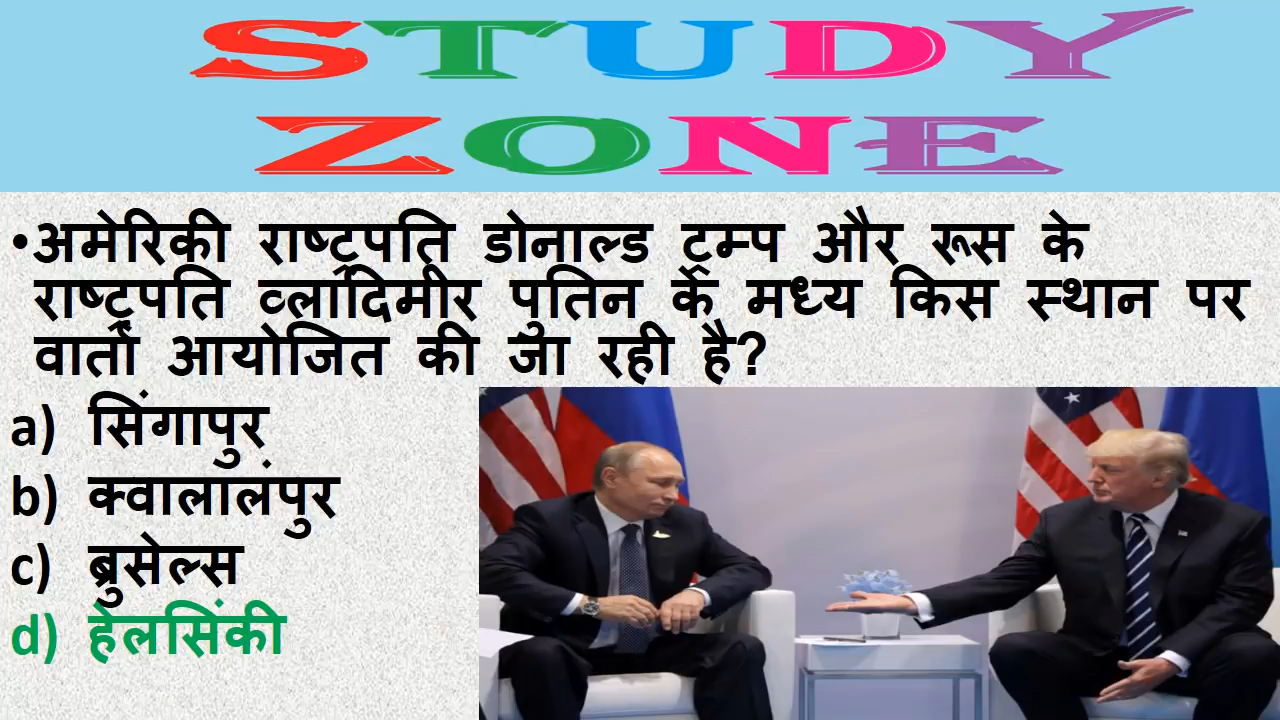 STUDY
ZONE
•अमेरिकी राष्ट्रपति डोनाल्ड ट्रम्प और रूस के
राष्ट्रपति व्लादिमीर पुतिन के मध्य किस स्थान पर
वार्ता आयोजित की जा रही है?
a) सिंगापुर
b) क्वालालंपुर
c) ब्रुसेल्स
d) हेलसिंकी